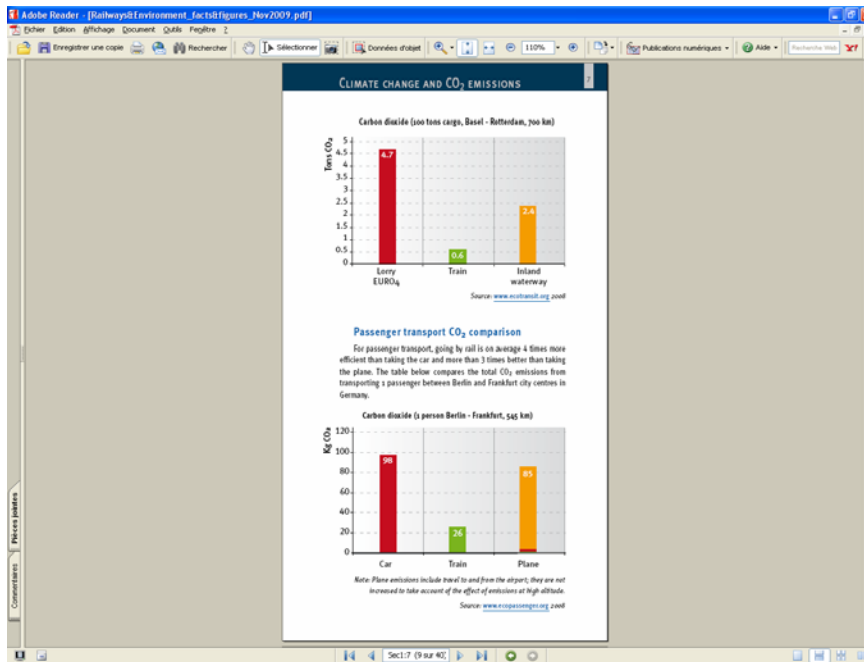 Adobe Reader - [Railways&Environment_facts&figures_Nov2009.pdf]
Fichier Edition Affichage Document Outils Fenêtre ?
Enregistrer une copie Rechercher Sélectionner Données d'objet 110% Publications numériques Aide Recherche Web Y!
CLIMATE CHANGE AND CO2 EMISSIONS 7
Carbon dioxide (100 tons cargo, Basel - Rotterdam, 700 km)
Tons CO2
5
4.5
4
3.5
3
2.5
2
1.5
1
0.5
0
4.7
0.6
2.4
Lorry EURO4
Train
Inland waterway
Source: www.ecotransit.org 2008
Passenger transport CO2 comparison
For passenger transport, going by rail is on average 4 times more
efficient than taking the car and more than 3 times better than taking
the plane. The table below compares the total CO2 emissions from
transporting 1 passenger between Berlin and Frankfurt city centres in
Germany.
Carbon dioxide (1 person Berlin - Frankfurt, 545 km)
Kg CO2
120
100
80
60
40
20
0
98
26
85
Car
Train
Plane
Note: Plane emissions include travel to and from the airport; they are not
increased to take account of the effect of emissions at high altitude.
Source: www.ecopassenger.org 2008
Pièces jointes
Commentaires
Sec1:7 (9 sur 40)